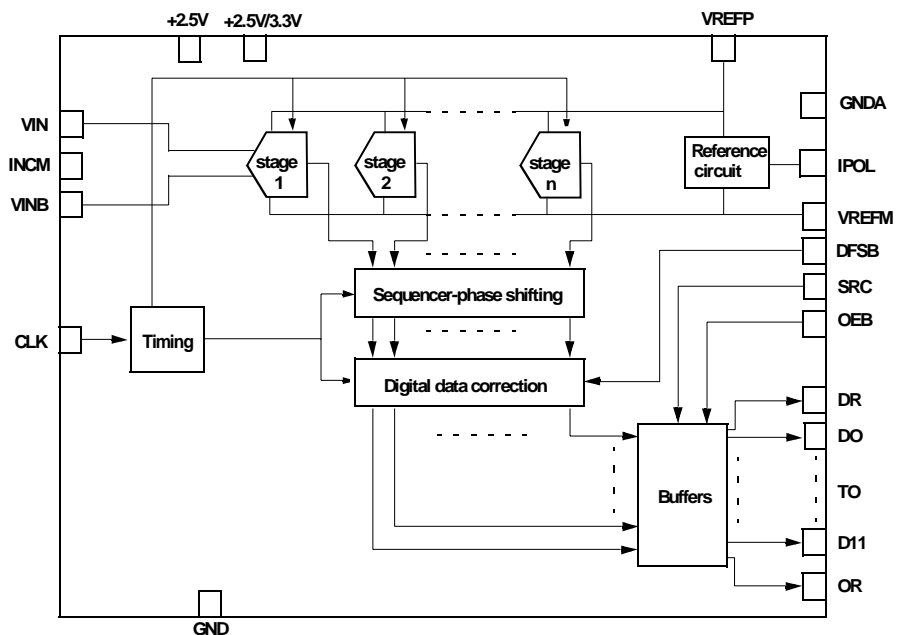 +2.5V +2.5V/3.3V VREFP
GNDA
VIN
stage
1
stage
2
stage
n
Reference
circuit
INCM
IPOL
VINB
VREFM
DFSB
Sequencer-phase shifting
SRC
OEB
CLK
Timing
Digital data correction
DR
DO
Buffers
TO
D11
OR
GND